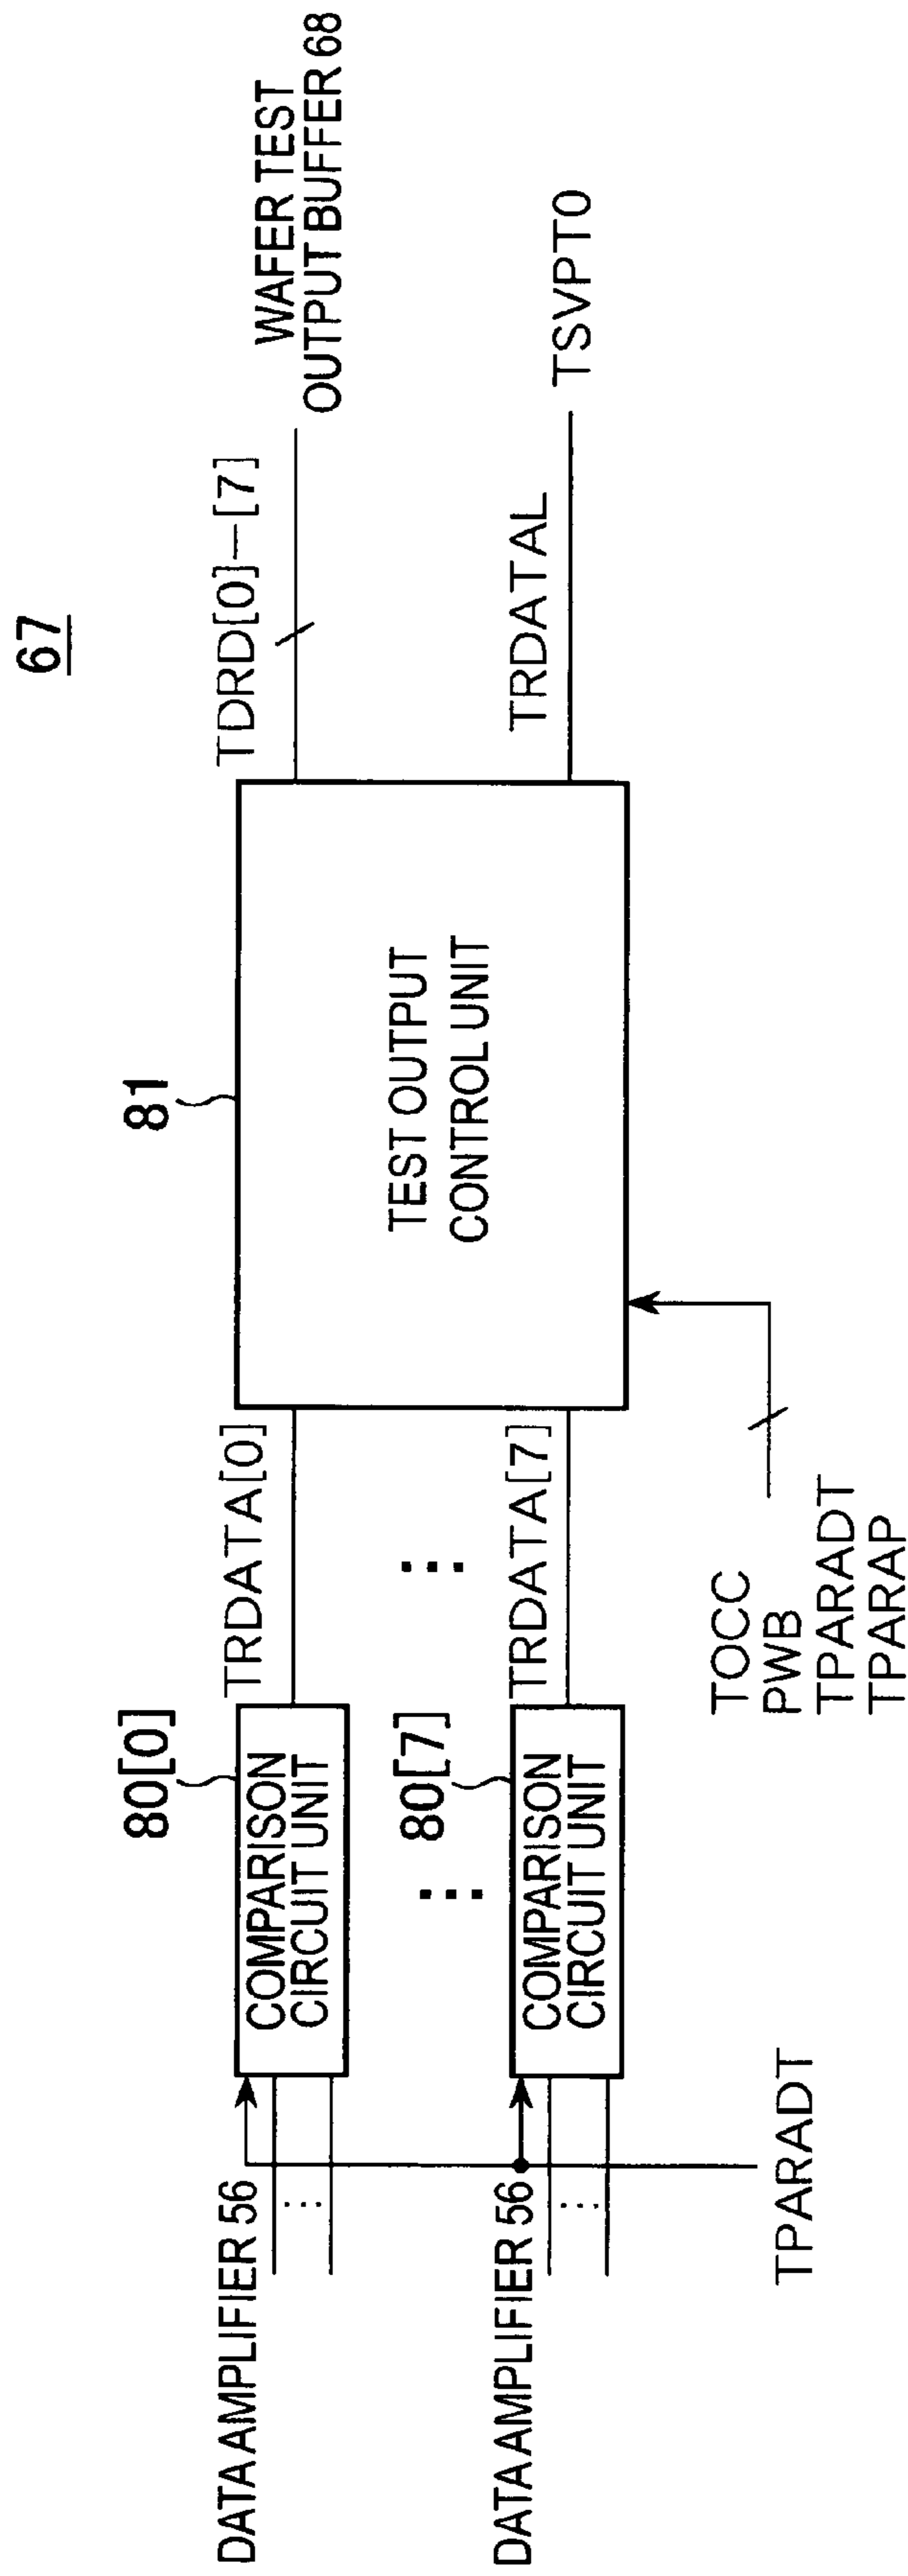 67
DATA AMPLIFIER 56
80[0]
COMPARISON
CIRCUIT UNIT
TRDATA[0]
81
TEST OUTPUT
CONTROL UNIT
TDRD[0]—[7]
WAFER TEST
OUTPUT BUFFER 68
DATA AMPLIFIER 56
80[7]
COMPARISON
CIRCUIT UNIT
TRDATA[7]
TRDATAL
TSVPT0
TPARADT
TOCC
PWB
TPARADT
TPARAP